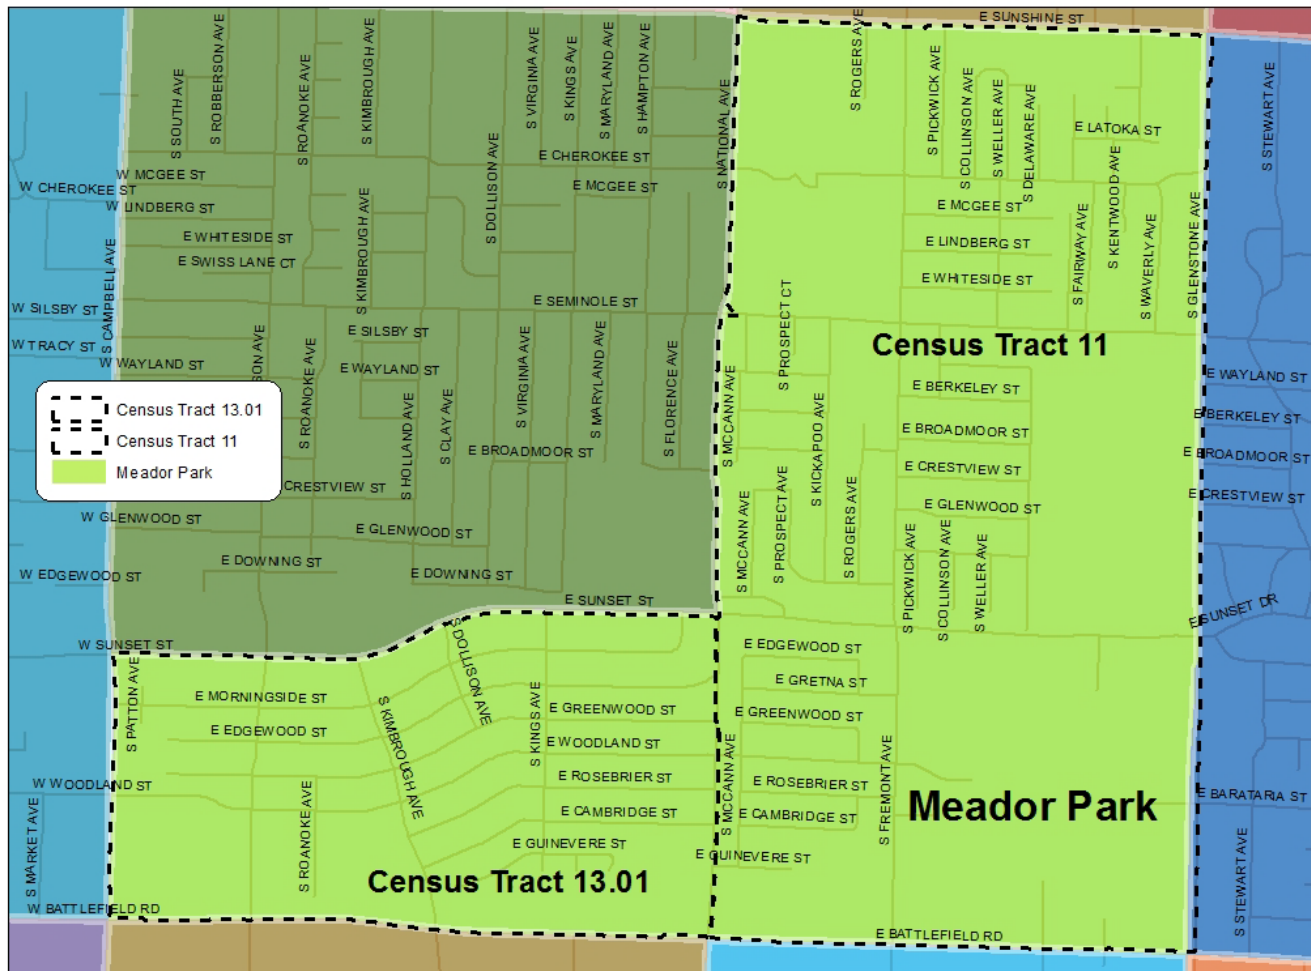 E SUNSHINE ST
S SOUTH AVE
S ROBBERSON AVE
S ROANOKE AVE
S KIMBROUGH AVE
S DOLLISON AVE
S VIRGINIA AVE
S KINGS AVE
S MARYLAND AVE
S HAMPTON AVE
S NATIONAL AVE
S ROGERS AVE
S PICKWICK AVE
S COLLINSON AVE
S WELLER AVE
S DELAWARE AVE
E LATOKA ST
S STEWART AVE
E CHEROKEE ST
W MCGEE ST
W CHEROKEE ST
E MCGEE ST
W LINDBERG ST
E MCGEE ST
S FAIRWAY AVE
S KENTWOOD AVE
S WAVERLY AVE
S GLENSTONE AVE
E WHITESIDE ST
E LINDBERG ST
E SWISS LANE CT
S KIMBROUGH AVE
S CAMPBELL AVE
E WHITESIDE ST
W SILSBY ST
E SEMINOLE ST
E SILSBY ST
S PROSPECT CT
W TRACY ST
Census Tract 11
W WAYLAND ST
SON AVE
S ROANOKE AVE
E WAYLAND ST
S VIRGINIA AVE
S MARYLAND AVE
S FLORENCE AVE
S MCCANN AVE
E WAYLAND ST
E BERKELEY ST
Census Tract 13.01
Census Tract 11
Meador Park
S HOLLAND AVE
S CLAY AVE
E BERKELEY ST
S KICKAPOO AVE
E BROADMOOR ST
E BROADMOOR ST
E BROADMOOR ST
E CRESTVIEW ST
CRESTVIEW ST
E CRESTVIEW ST
S MCCANN AVE
S PROSPECT AVE
S ROGERS AVE
E GLENWOOD ST
W GLENWOOD ST
E GLENWOOD ST
S PICKWICK AVE
S COLLINSON AVE
S WELLER AVE
E DOWNING ST
W EDGEWOOD ST
E DOWNING ST
E SUNSET ST
E SUNSET DR
W SUNSET ST
S DOLLISON AVE
E EDGEWOOD ST
S PATTON AVE
E GRETNA ST
E MORNINGSIDE ST
S KIMBROUGH AVE
S KINGS AVE
E GREENWOOD ST
E GREENWOOD ST
E EDGEWOOD ST
E WOODLAND ST
S MCCANN AVE
S FREMONT AVE
W WOODLAND ST
E ROSEBRIER ST
E ROSEBRIER ST
E BARATARIA ST
S MARKET AVE
S ROANOKE AVE
E CAMBRIDGE ST
E CAMBRIDGE ST
Meador Park
E GUINEVERE ST
E GUINEVERE ST
S STEWART AVE
Census Tract 13.01
W BATTLEFIELD RD
E BATTLEFIELD RD